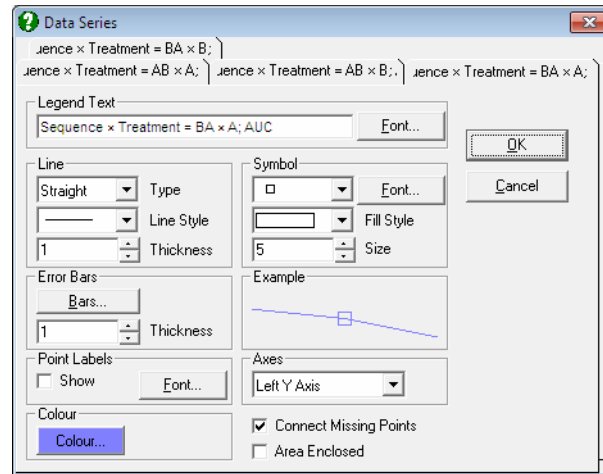 Data Series
uence × Treatment = BA × B;
uence × Treatment = AB × A; uence × Treatment = AB × B;. uence × Treatment = BA × A;
Legend Text
Sequence × Treatment = BA × A; AUC Font...
OK
Cancel
Line
Straight Type
Line Style
1 Thickness
Symbol
Font...
Fill Style
5 Size
Error Bars
Bars...
1 Thickness
Example
Point Labels
Show Font...
Axes
Left Y Axis
Colour
Colour...
Connect Missing Points
Area Enclosed